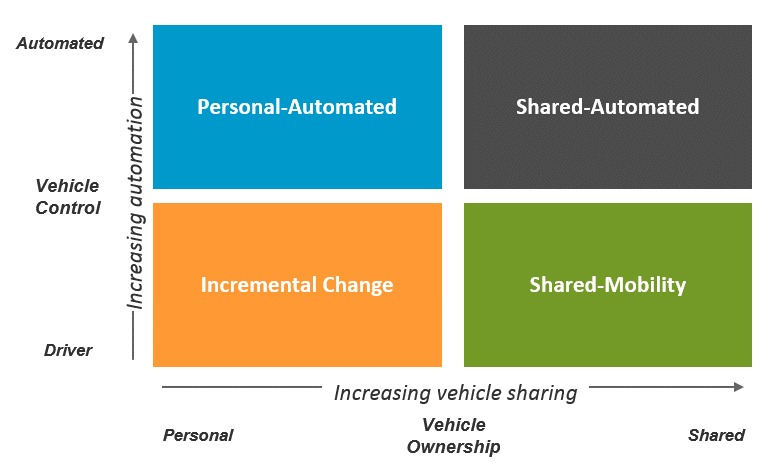 Automated
Personal-Automated
Shared-Automated
Increasing automation
Vehicle
Control
Incremental Change
Shared-Mobility
Driver
Increasing vehicle sharing
Personal
Vehicle
Ownership
Shared